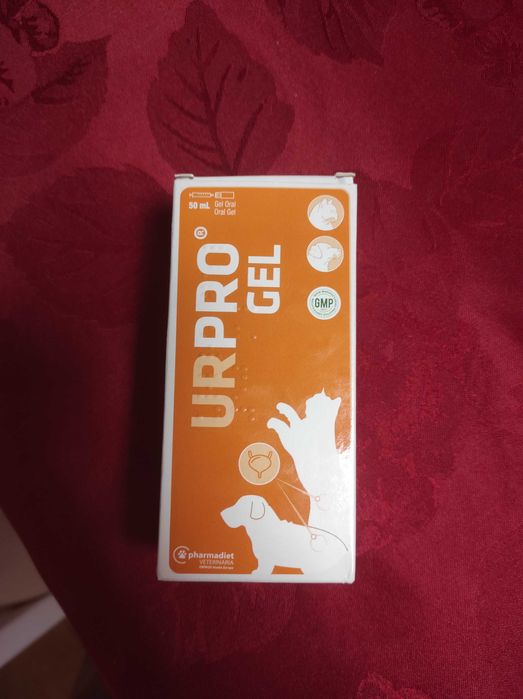 50 mL
Gel Oral
Oral Gel
URPRO®
GEL
GMP
pharmadiet
VETERINARIA